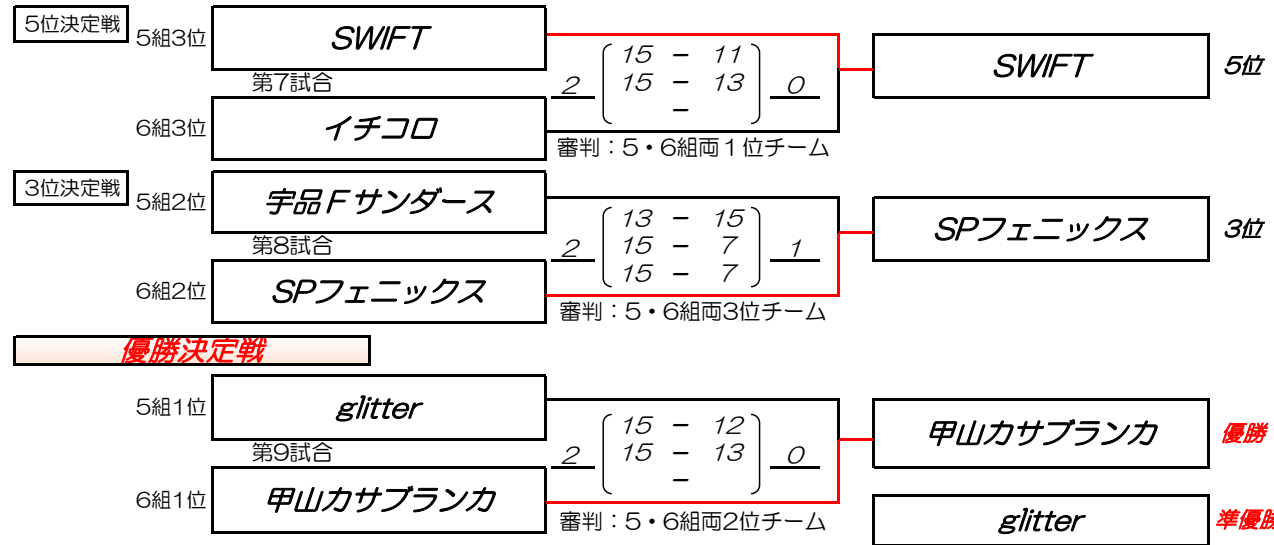 5位決定戦
5組3位
SWIFT
第7試合
6組3位
イチコロ
2
15 - 11
15 - 13
-
0
審判：5・6組両１位チーム
SWIFT
5位
3位決定戦
5組2位
宇品Ｆサンダース
第8試合
6組2位
SPフェニックス
2
13 - 15
15 - 7
15 - 7
1
審判：5・6組両3位チーム
SPフェニックス
3位
優勝決定戦
5組1位
glitter
第9試合
6組1位
甲山カサブランカ
2
15 - 12
15 - 13
-
0
審判：5・6組両2位チーム
甲山カサブランカ
優勝
glitter
準優勝